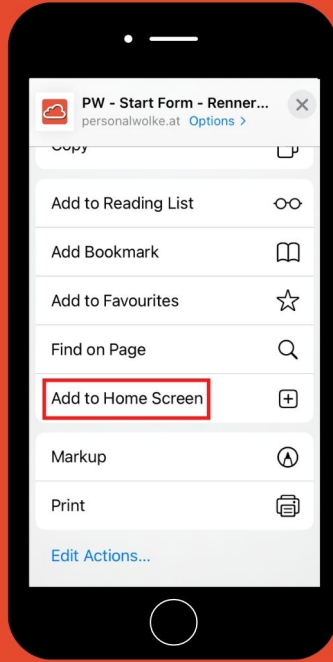 PW - Start Form - Renner...
personalwolke.at Options >
Copy
Add to Reading List
Add Bookmark
Add to Favourites
Find on Page
Add to Home Screen
Markup
Print
Edit Actions...